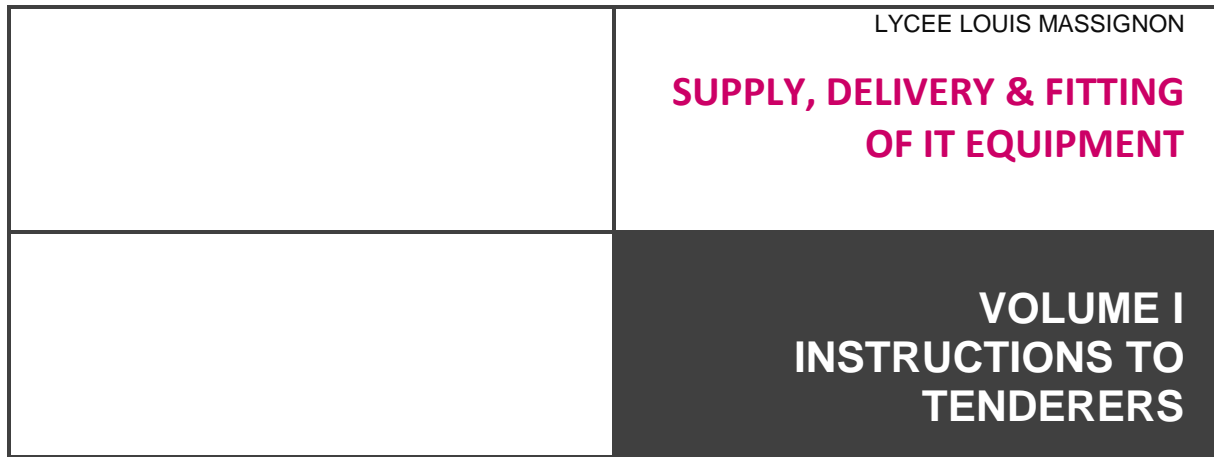 LYCEE LOUIS MASSIGNON
SUPPLY, DELIVERY & FITTING
OF IT EQUIPMENT
VOLUME I
INSTRUCTIONS TO
TENDERERS